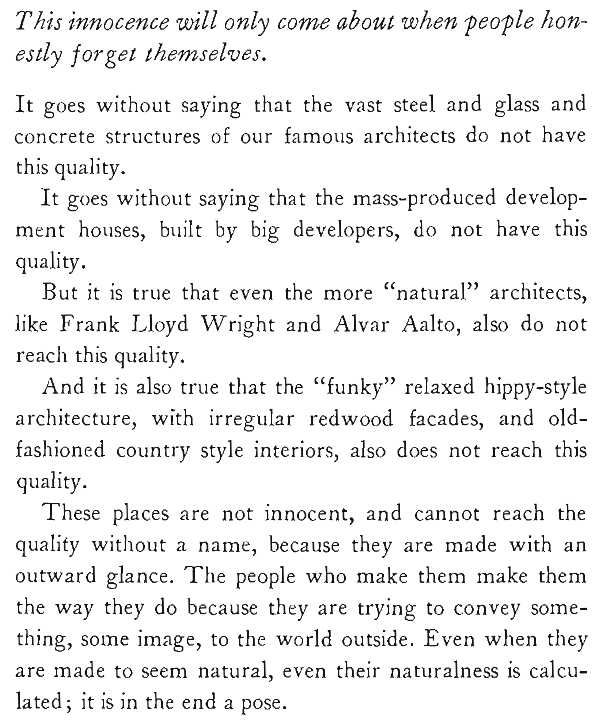 This innocence will only come about when people hon-
estly forget themselves.
It goes without saying that the vast steel and glass and
concrete structures of our famous architects do not have
this quality.
It goes without saying that the mass-produced develop-
ment houses, built by big developers, do not have this
quality.
But it is true that even the more “natural” architects,
like Frank Lloyd Wright and Alvar Aalto, also do not
reach this quality.
And it is also true that the “funky” relaxed hippy-style
architecture, with irregular redwood facades, and old-
fashioned country style interiors, also does not reach this
quality.
These places are not innocent, and cannot reach the
quality without a name, because they are made with an
outward glance. The people who make them make them
the way they do because they are trying to convey some-
thing, some image, to the world outside. Even when they
are made to seem natural, even their naturalness is calcu-
lated; it is in the end a pose.